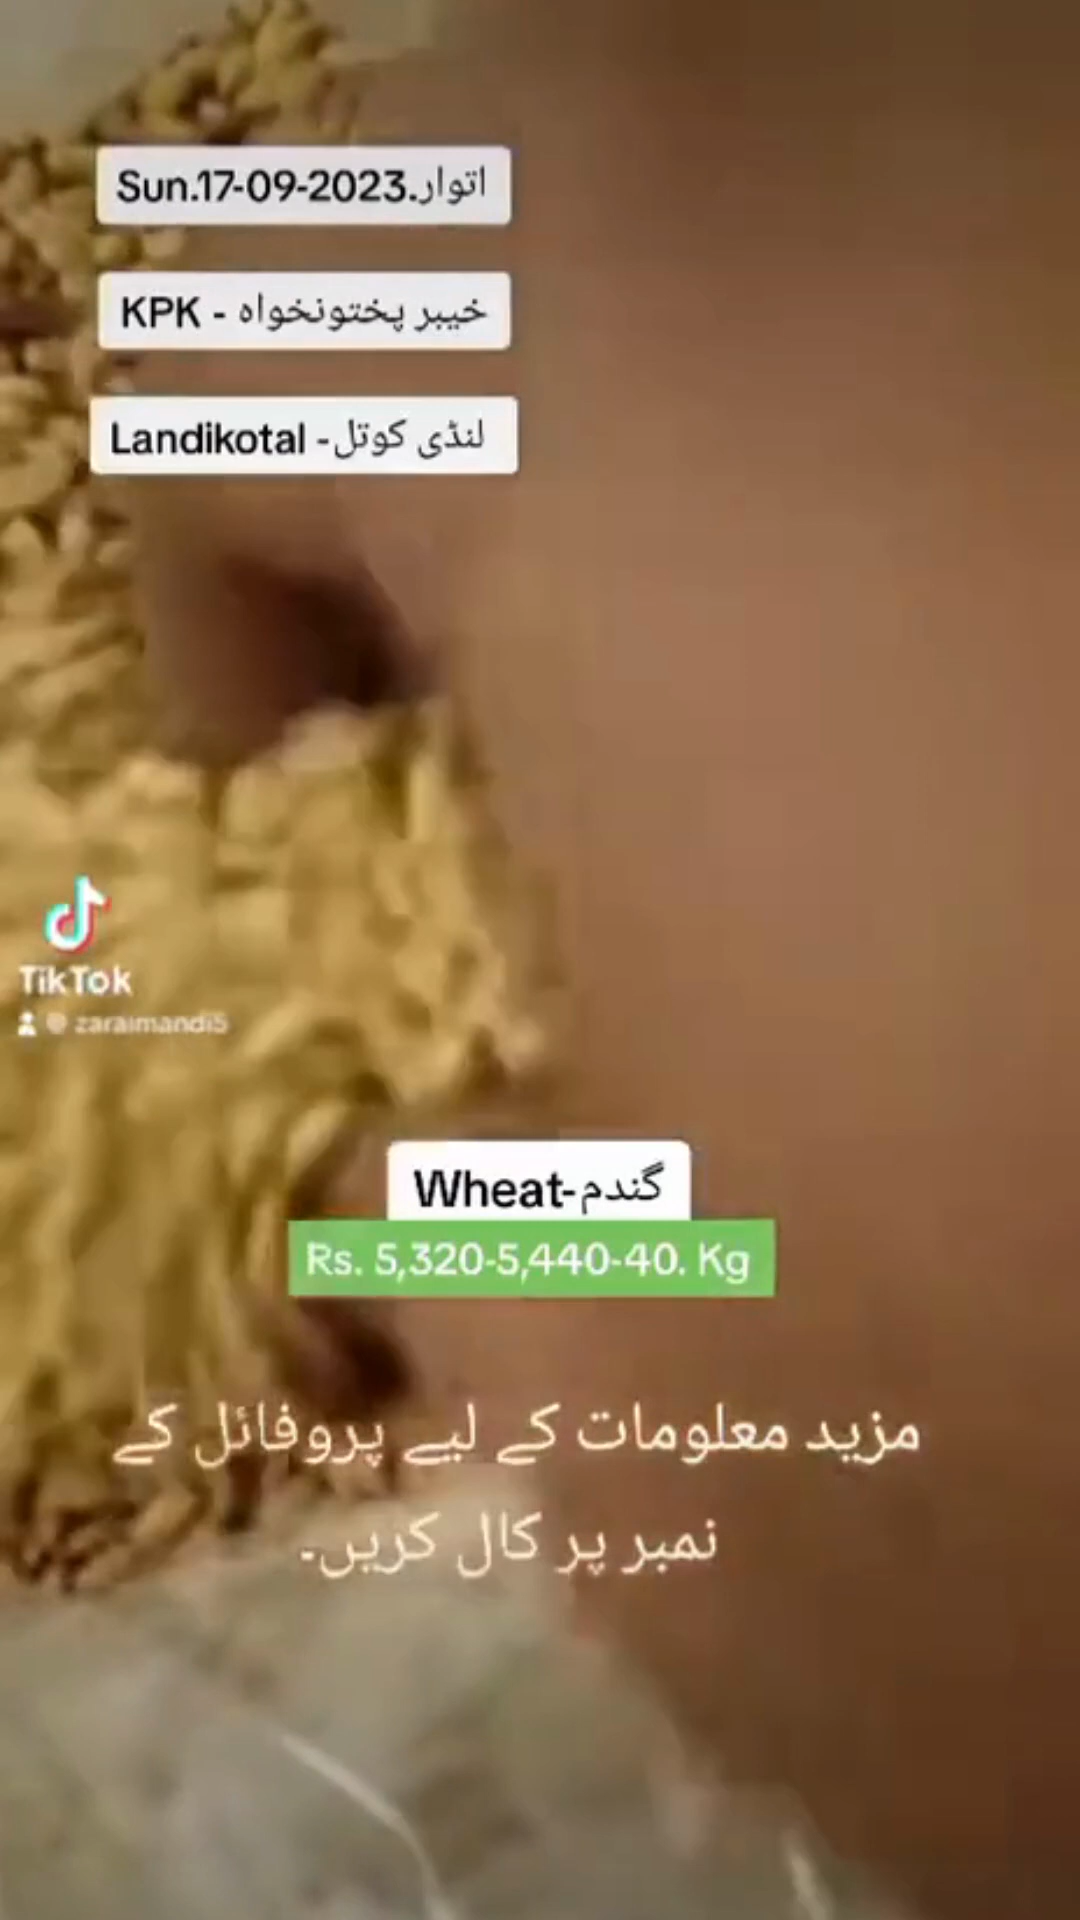 Sun.17-09-2023.اتوار
KPK - خیبر پختونخواہ
Landikotal -لنڈی کوتل
TikTok
zaraimandi5
Wheat-گندم
Rs. 5,320-5,440-40. Kg
مزید معلومات کے لیے پروفائل کے
نمبر پر کال کریں۔